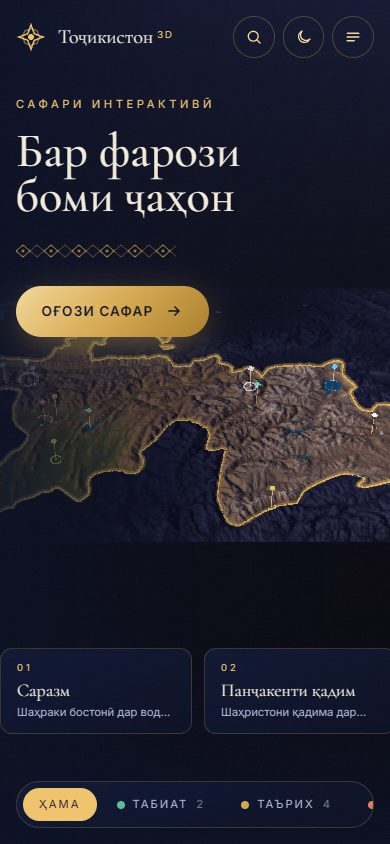 Тоҷикистон 3D
САФАРИ ИНТЕРАКТИВӢ
Бар фарози
боми ҷаҳон
ОҒОЗИ САФАР →
01
Саразм
Шаҳраки бостонӣ дар вод...
02
Панҷакенти қадим
Шаҳристони қадима дар...
ҲАМА
ТАБИАТ 2
ТАЪРИХ 4